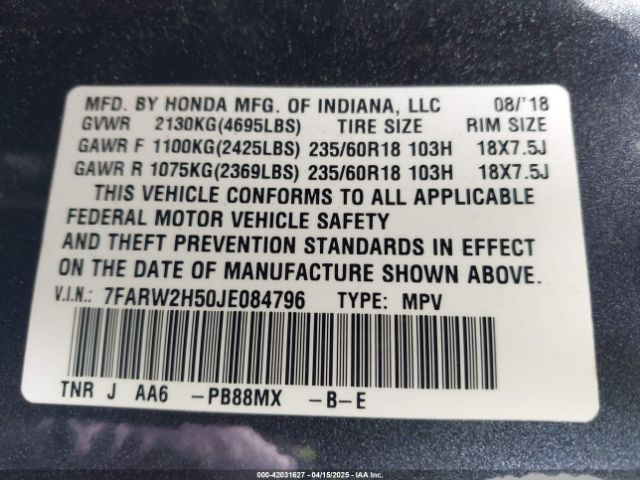 MFD. BY HONDA MFG. OF INDIANA, LLC 08/'18
GVWR 2130KG(4695LBS) TIRE SIZE RIM SIZE
GAWR F 1100KG(2425LBS) 235/60R18 103H 18X7.5J
GAWR R 1075KG(2369LBS) 235/60R18 103H 18X7.5J
THIS VEHICLE CONFORMS TO ALL APPLICABLE
FEDERAL MOTOR VEHICLE SAFETY
AND THEFT PREVENTION STANDARDS IN EFFECT
ON THE DATE OF MANUFACTURE SHOWN ABOVE.
V.I.N.: 7FARW2H50JE084796 TYPE: MPV
TNR J AA6 -PB88MX -B-E
000-42031627 - 04/15/2025 - IAA Inc.